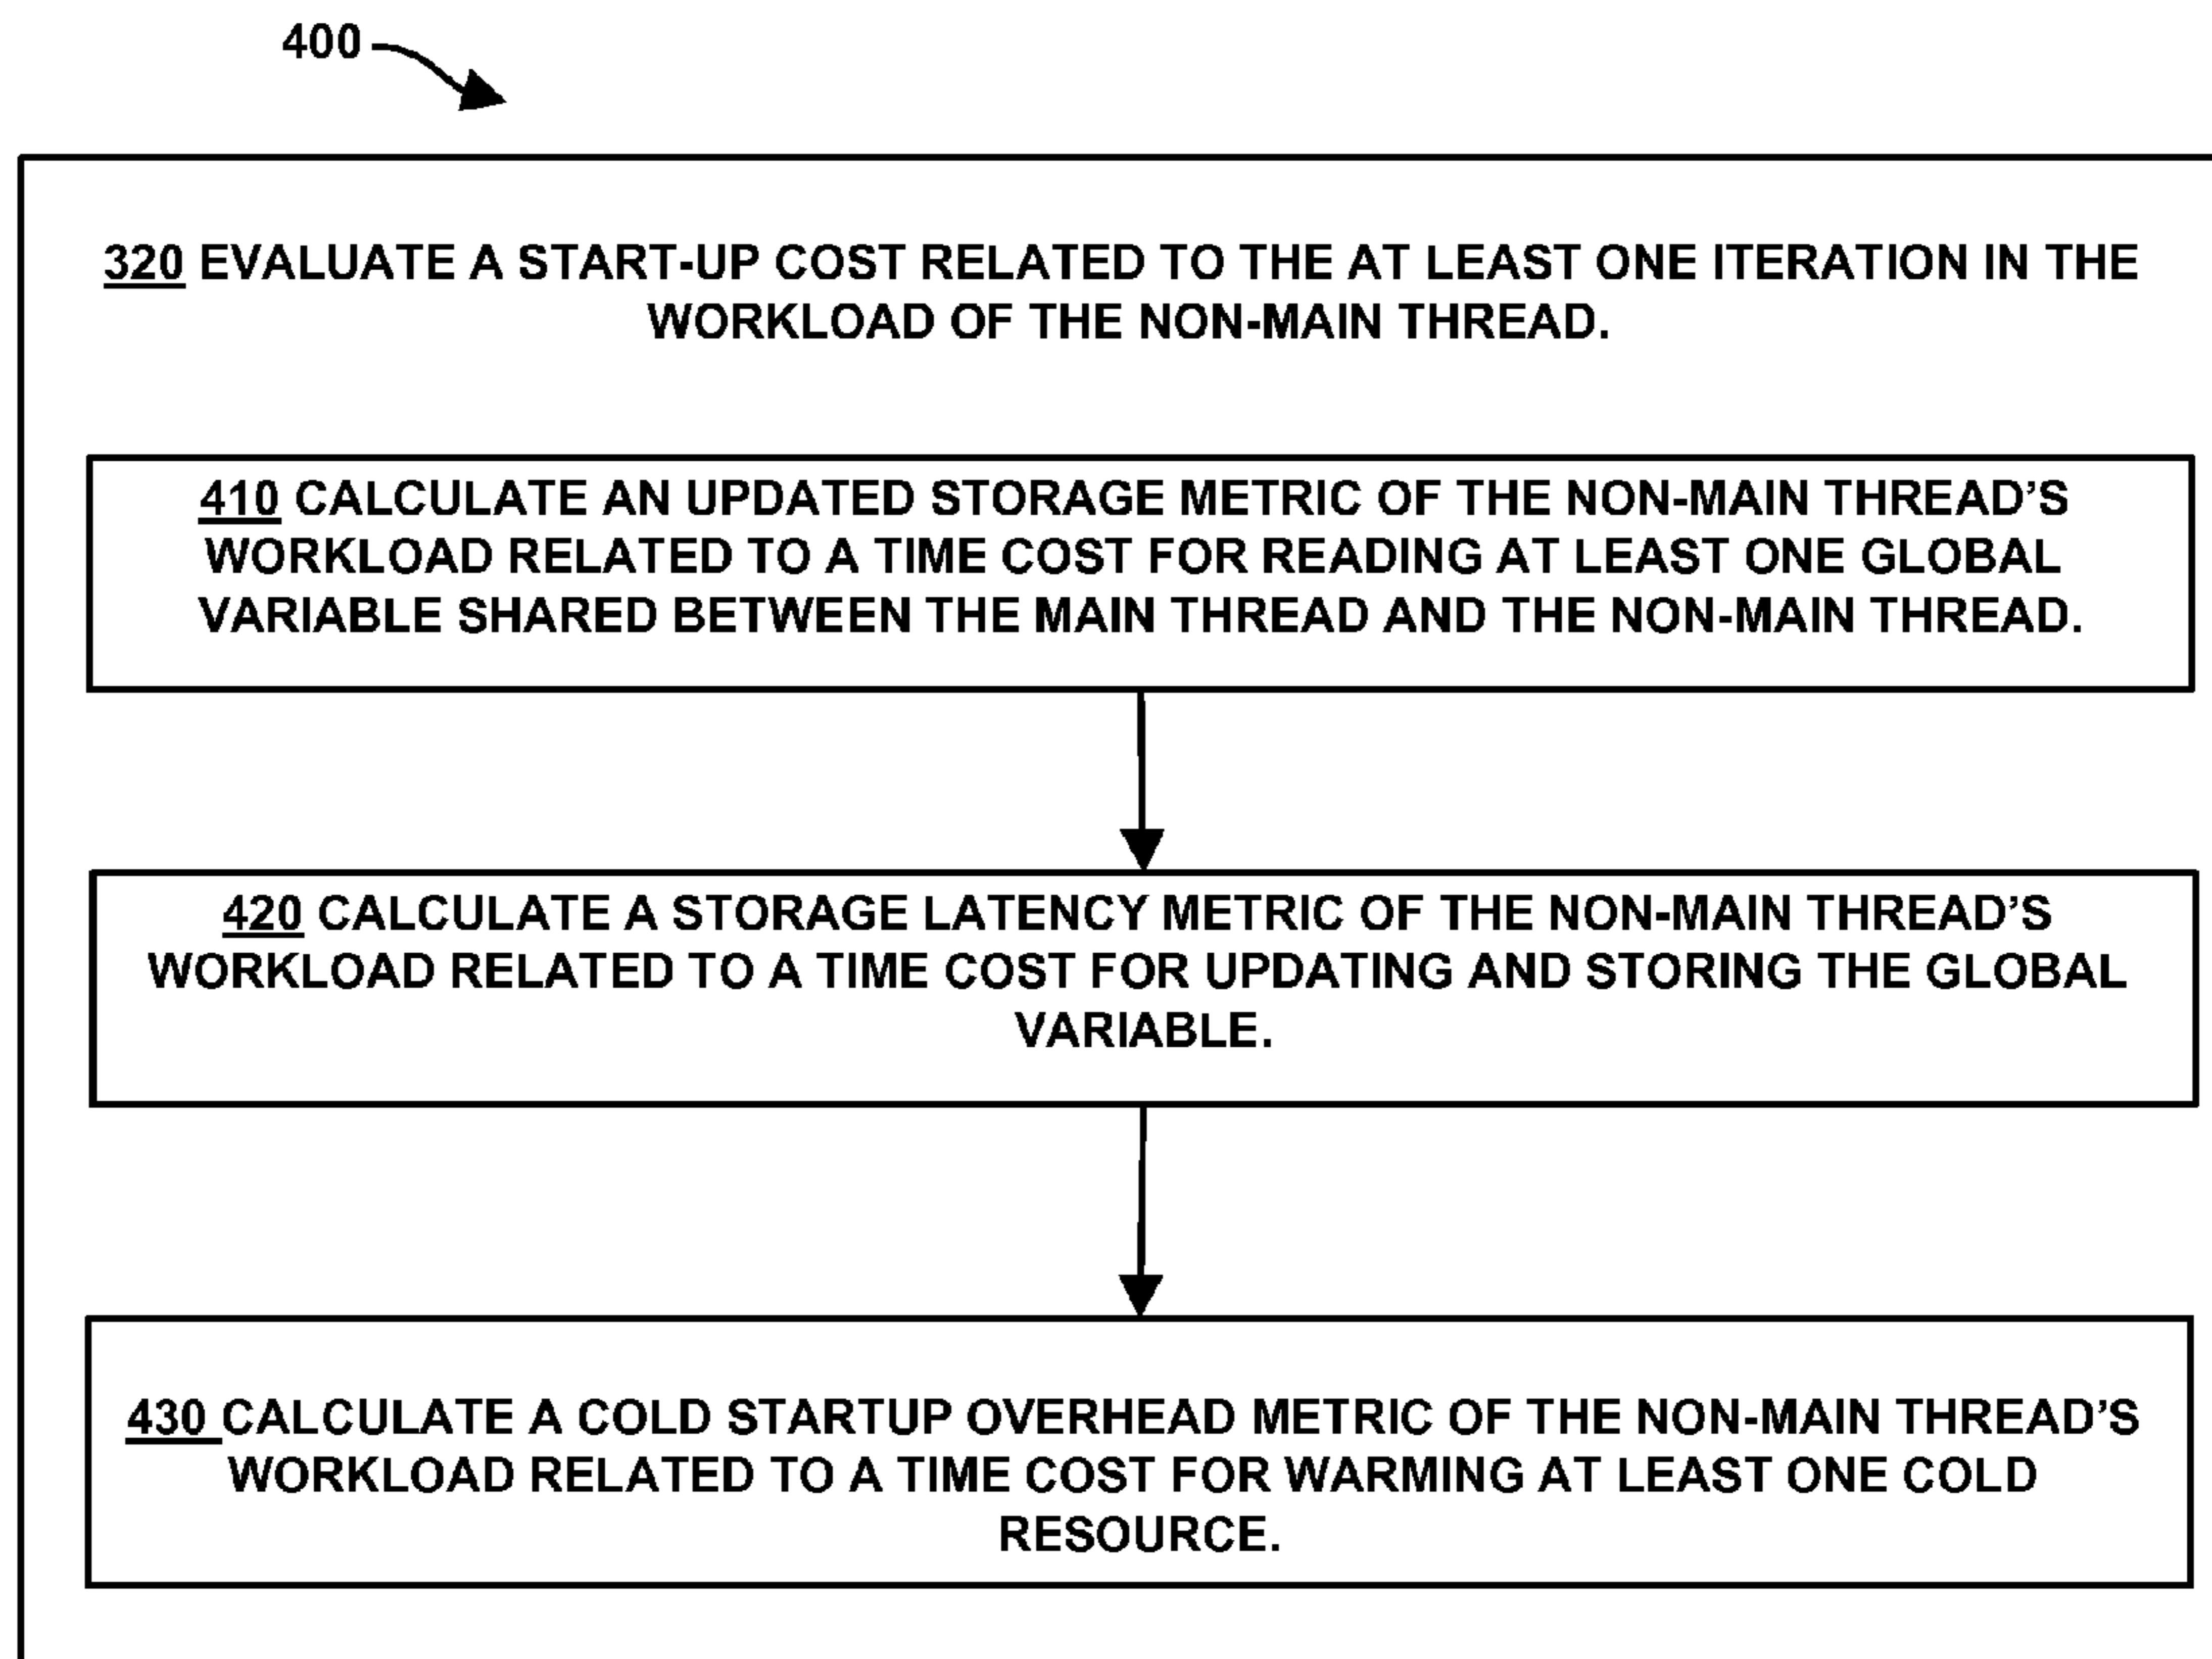 400
320 EVALUATE A START-UP COST RELATED TO THE AT LEAST ONE ITERATION IN THE
WORKLOAD OF THE NON-MAIN THREAD.
410 CALCULATE AN UPDATED STORAGE METRIC OF THE NON-MAIN THREAD’S
WORKLOAD RELATED TO A TIME COST FOR READING AT LEAST ONE GLOBAL
VARIABLE SHARED BETWEEN THE MAIN THREAD AND THE NON-MAIN THREAD.
420 CALCULATE A STORAGE LATENCY METRIC OF THE NON-MAIN THREAD’S
WORKLOAD RELATED TO A TIME COST FOR UPDATING AND STORING THE GLOBAL
VARIABLE.
430 CALCULATE A COLD STARTUP OVERHEAD METRIC OF THE NON-MAIN THREAD’S
WORKLOAD RELATED TO A TIME COST FOR WARMING AT LEAST ONE COLD
RESOURCE.